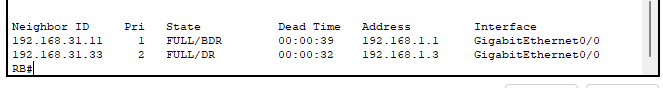 Neighbor ID     Pri   State           Dead Time   Address         Interface
192.168.31.11     1   FULL/BDR        00:00:39    192.168.1.1     GigabitEthernet0/0
192.168.31.33     2   FULL/DR         00:00:32    192.168.1.3     GigabitEthernet0/0
RB#